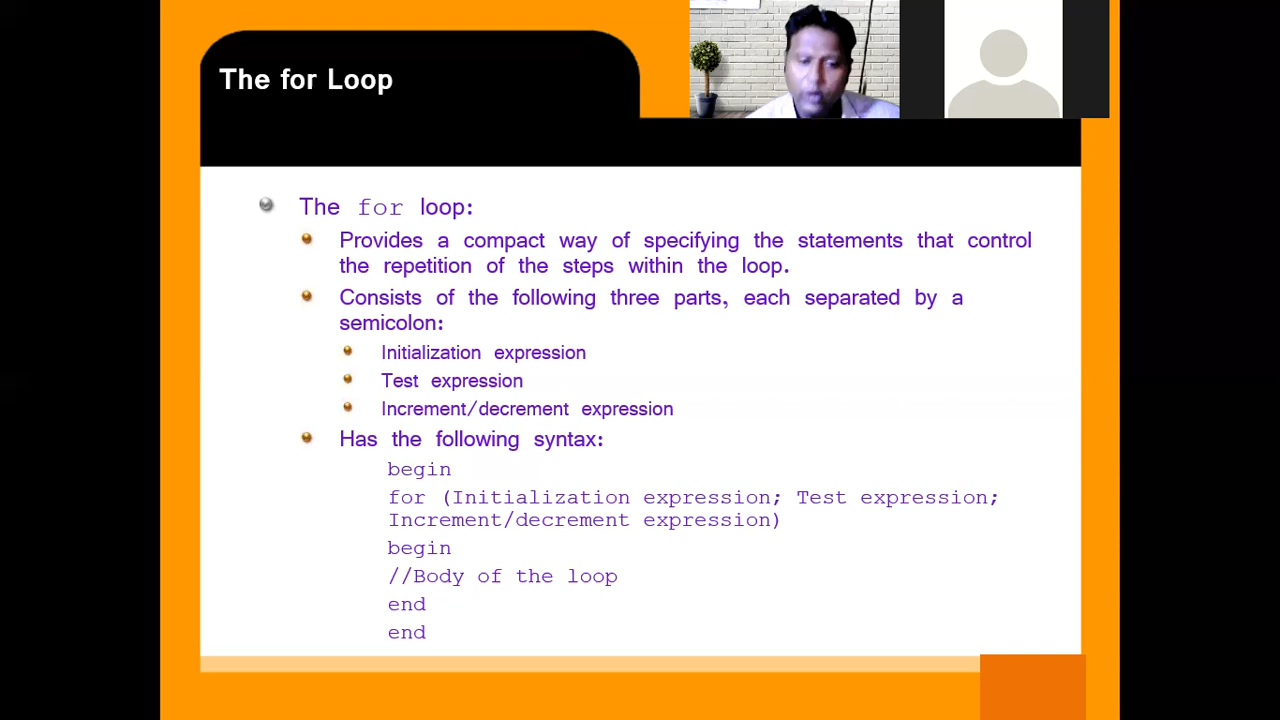 The for Loop
The for loop:
Provides a compact way of specifying the statements that control
the repetition of the steps within the loop.
Consists of the following three parts, each separated by a
semicolon:
Initialization expression
Test expression
Increment/decrement expression
Has the following syntax:
begin
for (Initialization expression; Test expression;
Increment/decrement expression)
begin
//Body of the loop
end
end